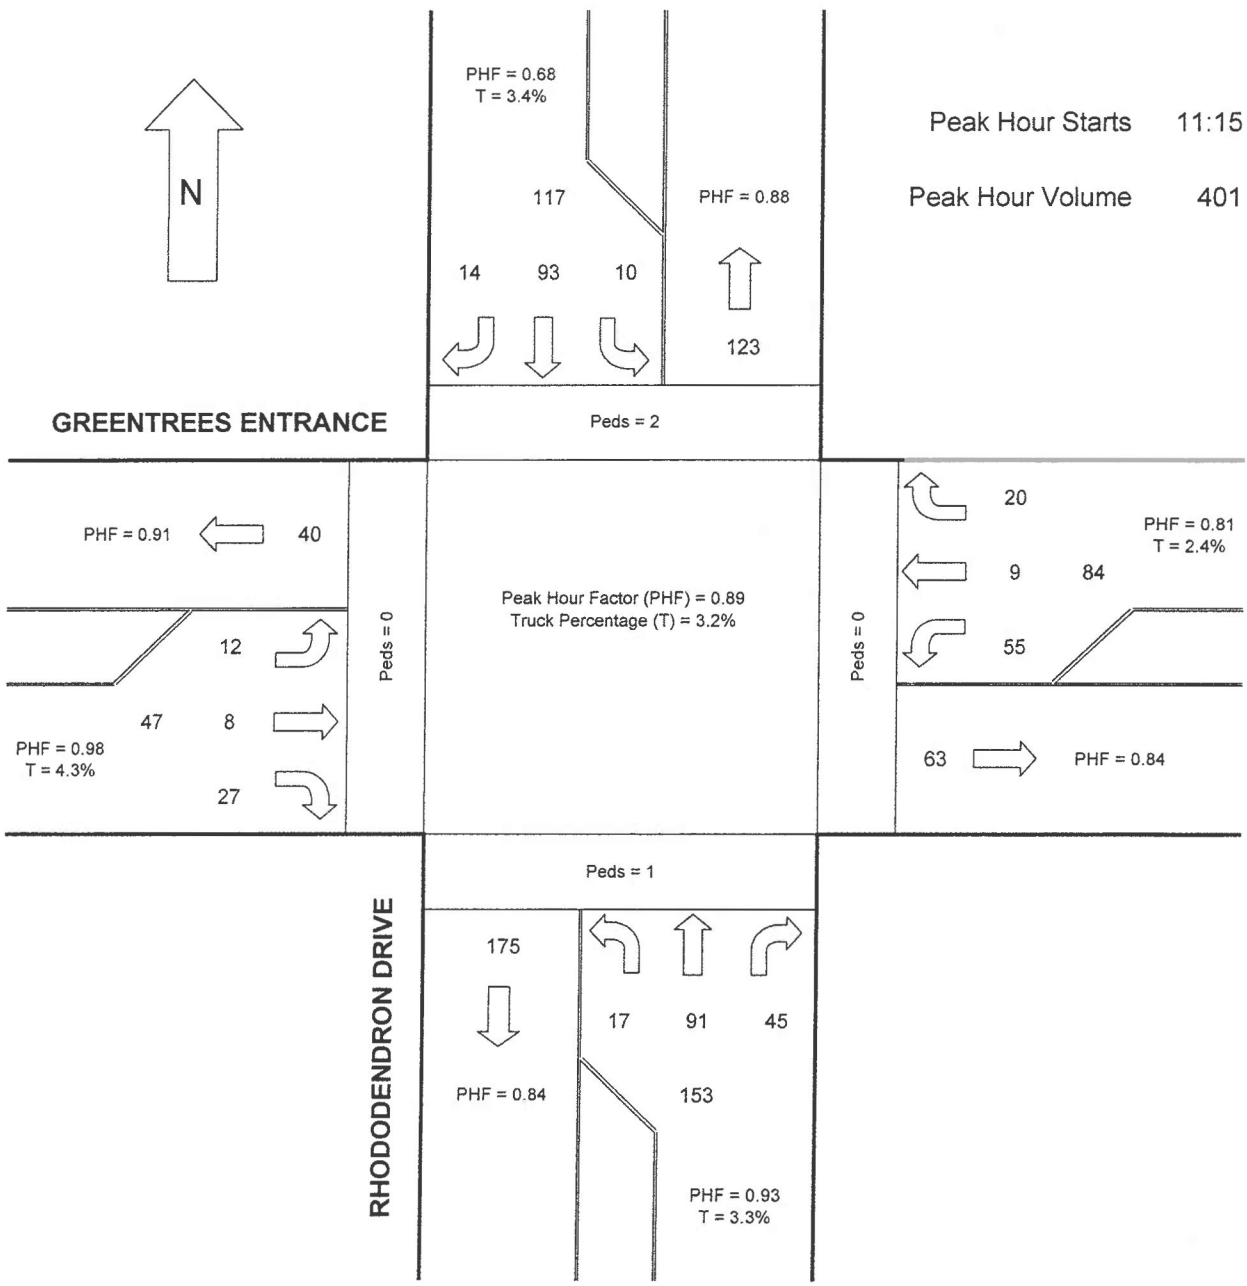 PHF = 0.68
T = 3.4%
Peak Hour Starts 11:15
N
117
PHF = 0.88
Peak Hour Volume 401
14 93 10
123
GREENTREES ENTRANCE
Peds = 2
20
PHF = 0.91
40
PHF = 0.81
T = 2.4%
9 84
Peak Hour Factor (PHF) = 0.89
Truck Percentage (T) = 3.2%
Peds = 0
Peds = 0
12
55
47 8
PHF = 0.98
T = 4.3%
63
PHF = 0.84
27
Peds = 1
RHODODENDRON DRIVE
175
17 91 45
PHF = 0.84
153
PHF = 0.93
T = 3.3%